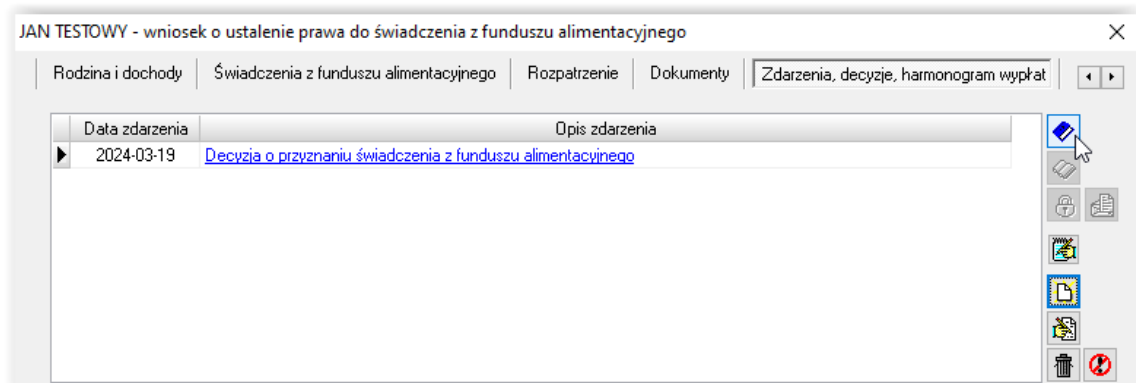 JAN TESTOWY - wniosek o ustalenie prawa do świadczenia z funduszu alimentacyjnego
Rodzina i dochody Świadczenia z funduszu alimentacyjnego Rozpatrzenie Dokumenty Zdarzenia, decyzje, harmonogram wypłat
Data zdarzenia Opis zdarzenia
2024-03-19 Decyzja o przyznaniu świadczenia z funduszu alimentacyjnego